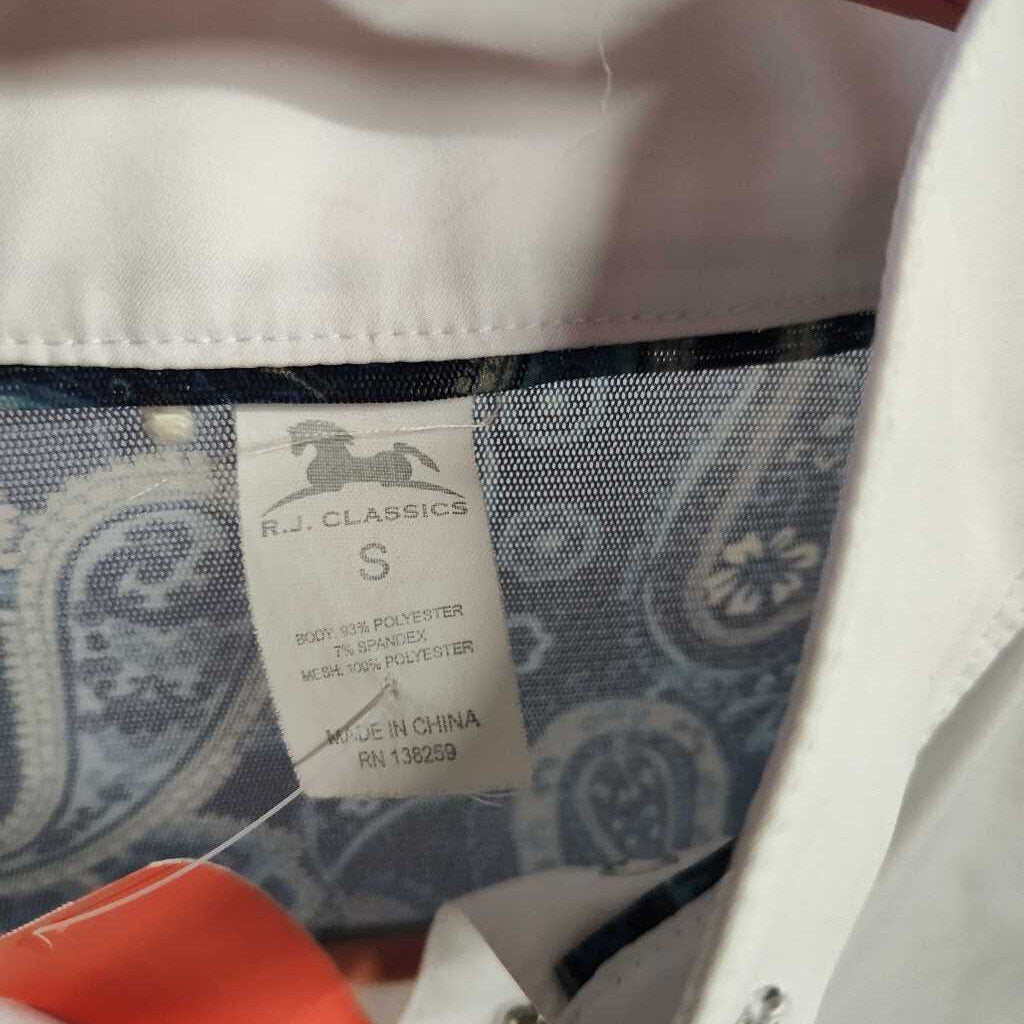 R.J. CLASSICS
S
BODY: 93% POLYESTER
7% SPANDEX
MESH: 100% POLYESTER
MADE IN CHINA
RN 138259